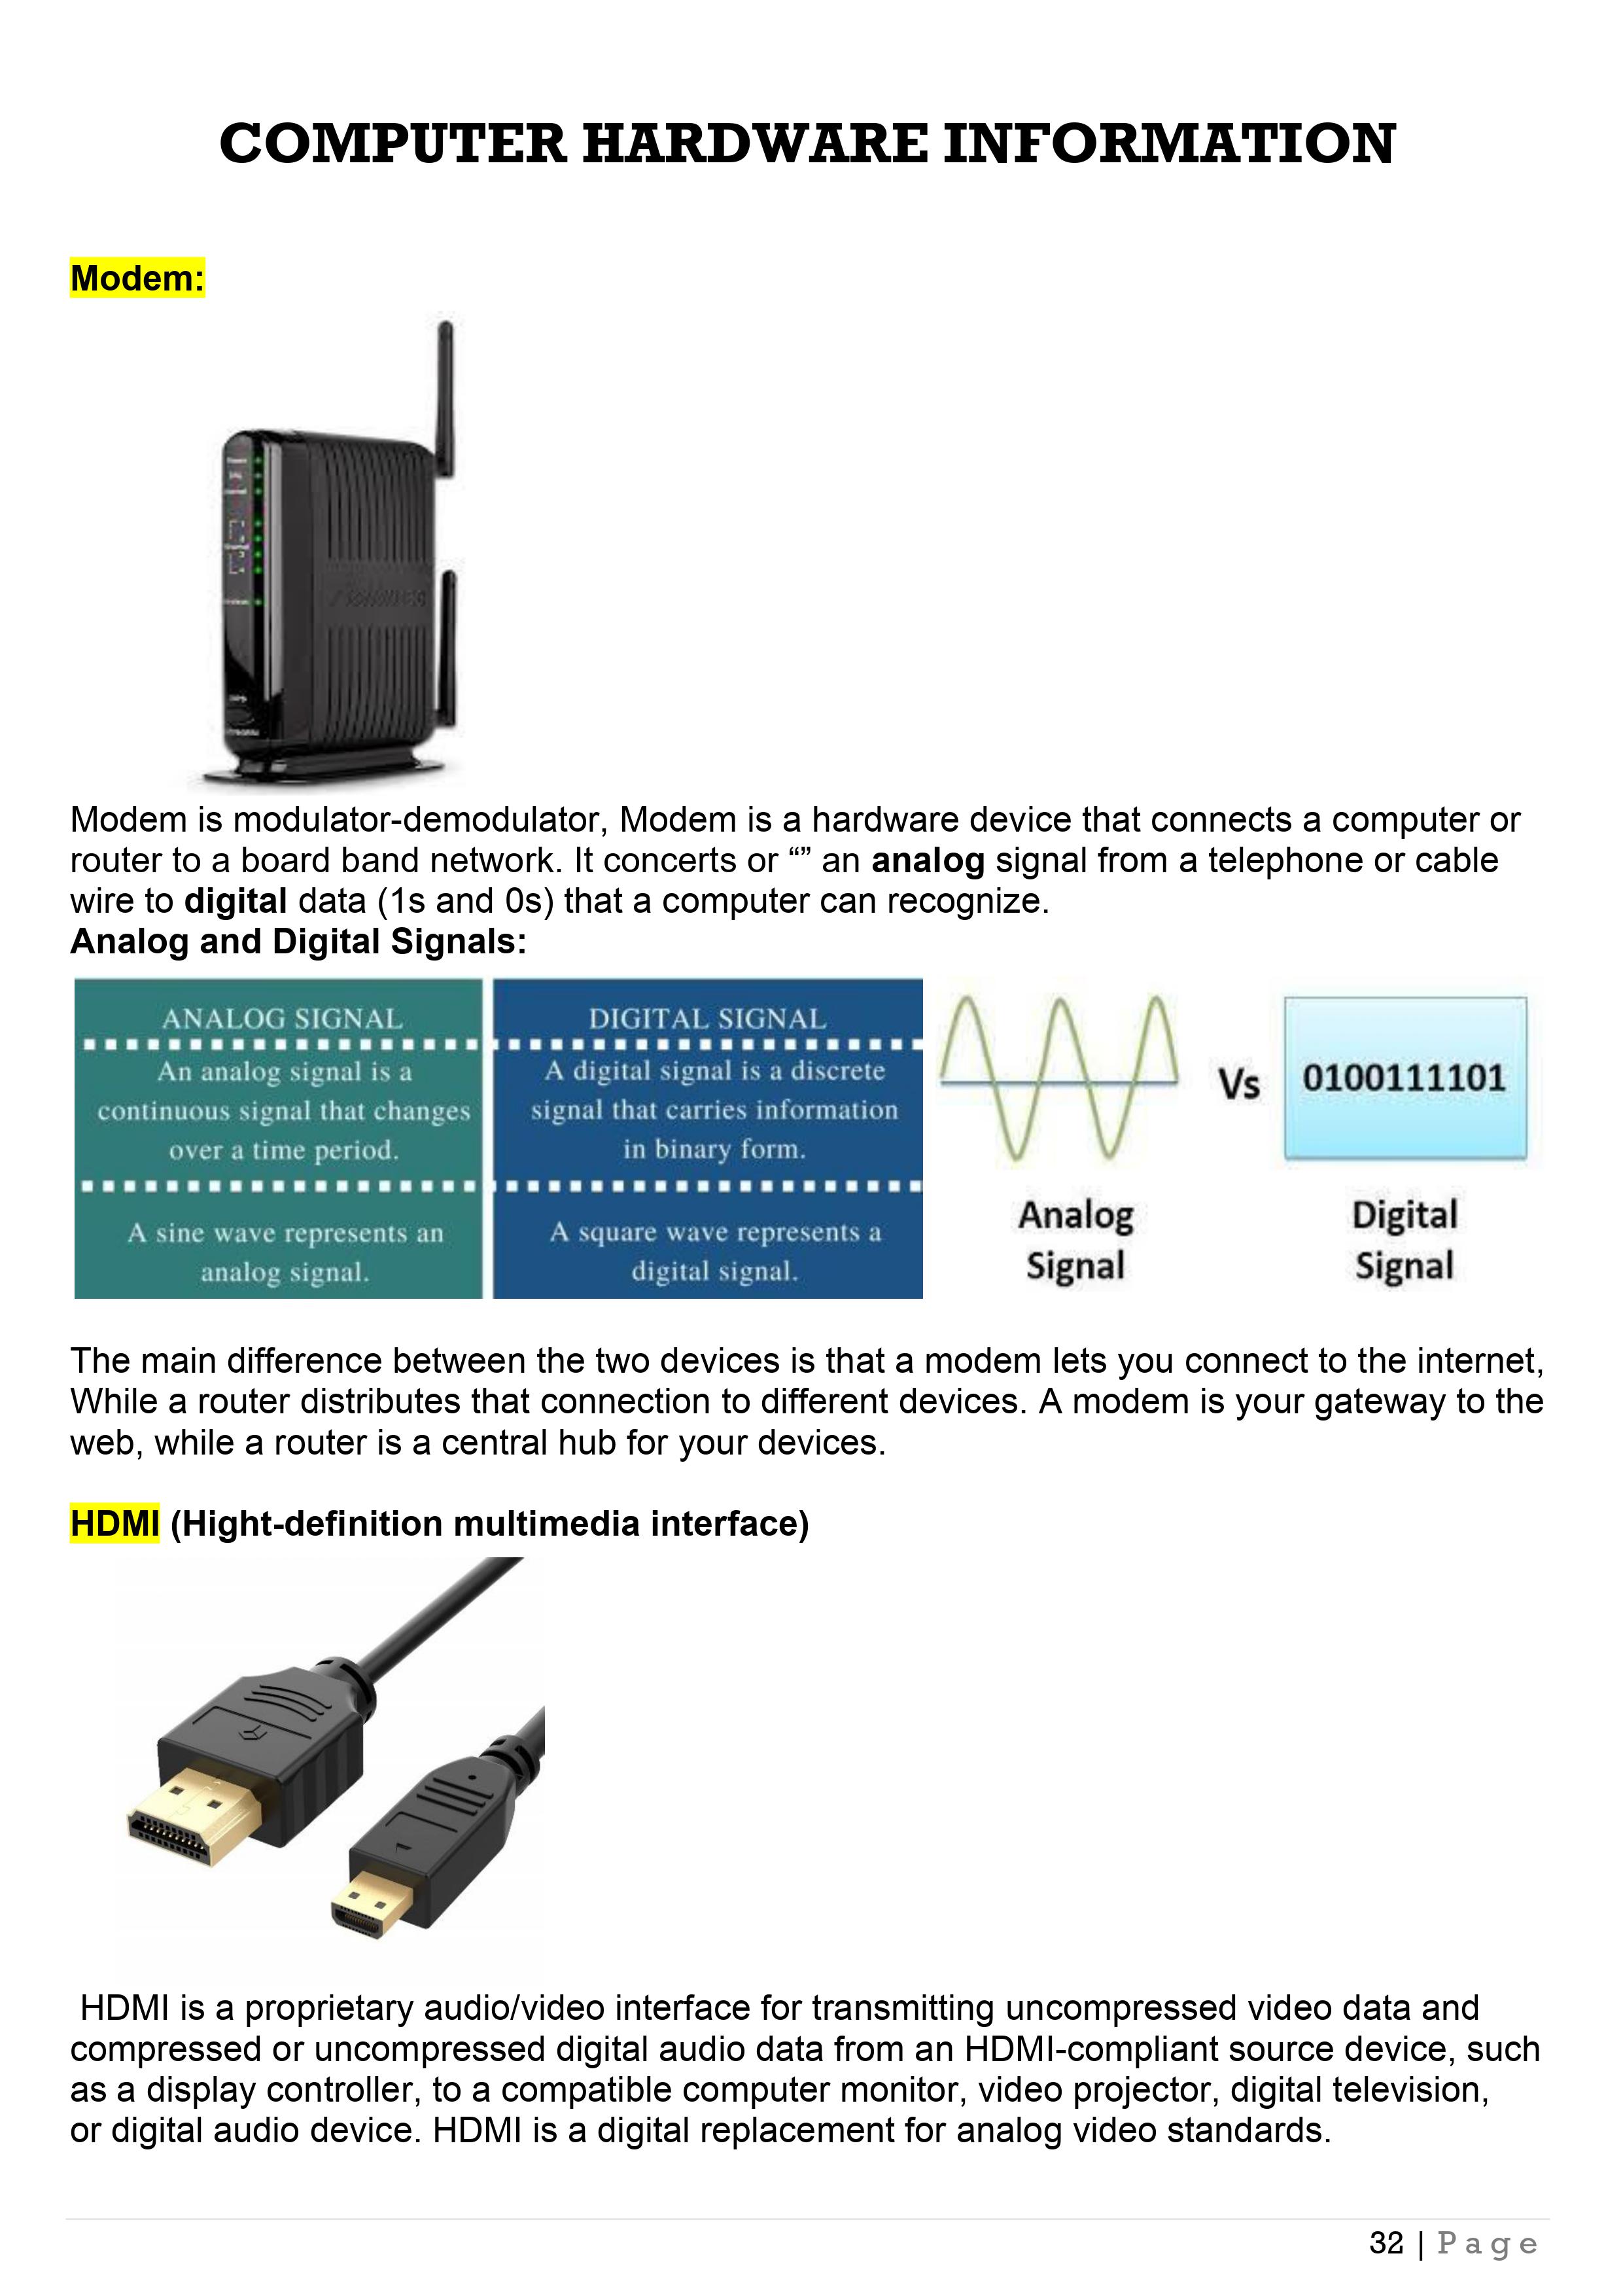 COMPUTER HARDWARE INFORMATION
Modem:
Modem is modulator-demodulator, Modem is a hardware device that connects a computer or
router to a board band network. It concerts or “” an analog signal from a telephone or cable
wire to digital data (1s and 0s) that a computer can recognize.
Analog and Digital Signals:
ANALOG SIGNAL
An analog signal is a
continuous signal that changes
over a time period.
A sine wave represents an
analog signal.
DIGITAL SIGNAL
A digital signal is a discrete
signal that carries information
in binary form.
A square wave represents a
digital signal.
Vs
0100111101
Analog
Signal
Digital
Signal
The main difference between the two devices is that a modem lets you connect to the internet,
While a router distributes that connection to different devices. A modem is your gateway to the
web, while a router is a central hub for your devices.
HDMI (Hight-definition multimedia interface)
HDMI is a proprietary audio/video interface for transmitting uncompressed video data and
compressed or uncompressed digital audio data from an HDMI-compliant source device, such
as a display controller, to a compatible computer monitor, video projector, digital television,
or digital audio device. HDMI is a digital replacement for analog video standards.
32 | Page